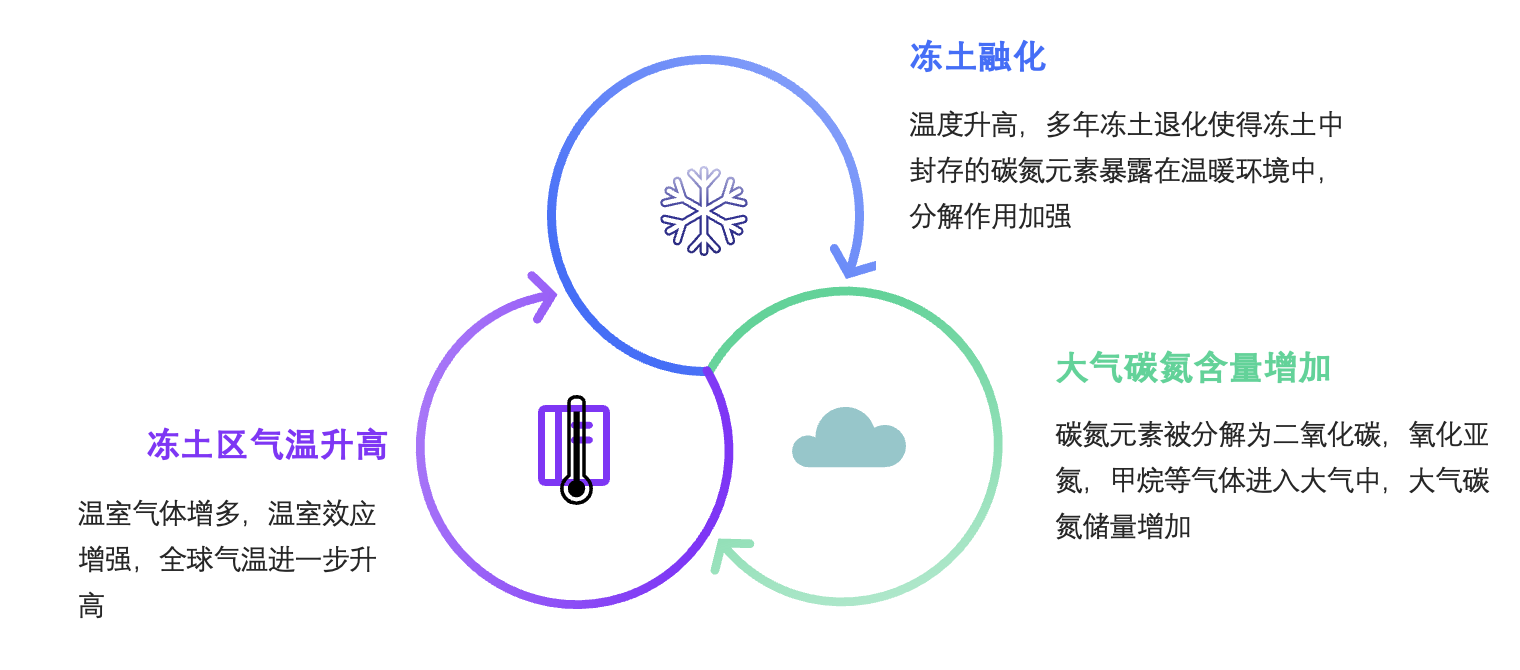 冻土融化
温度升高，多年冻土退化使得冻土中
封存的碳氮元素暴露在温暖环境中，
分解作用加强
大气碳氮含量增加
碳氮元素被分解为二氧化碳，氧化亚
氮，甲烷等气体进入大气中，大气碳
氮储量增加
冻土区气温升高
温室气体增多，温室效应
增强，全球气温进一步升
高